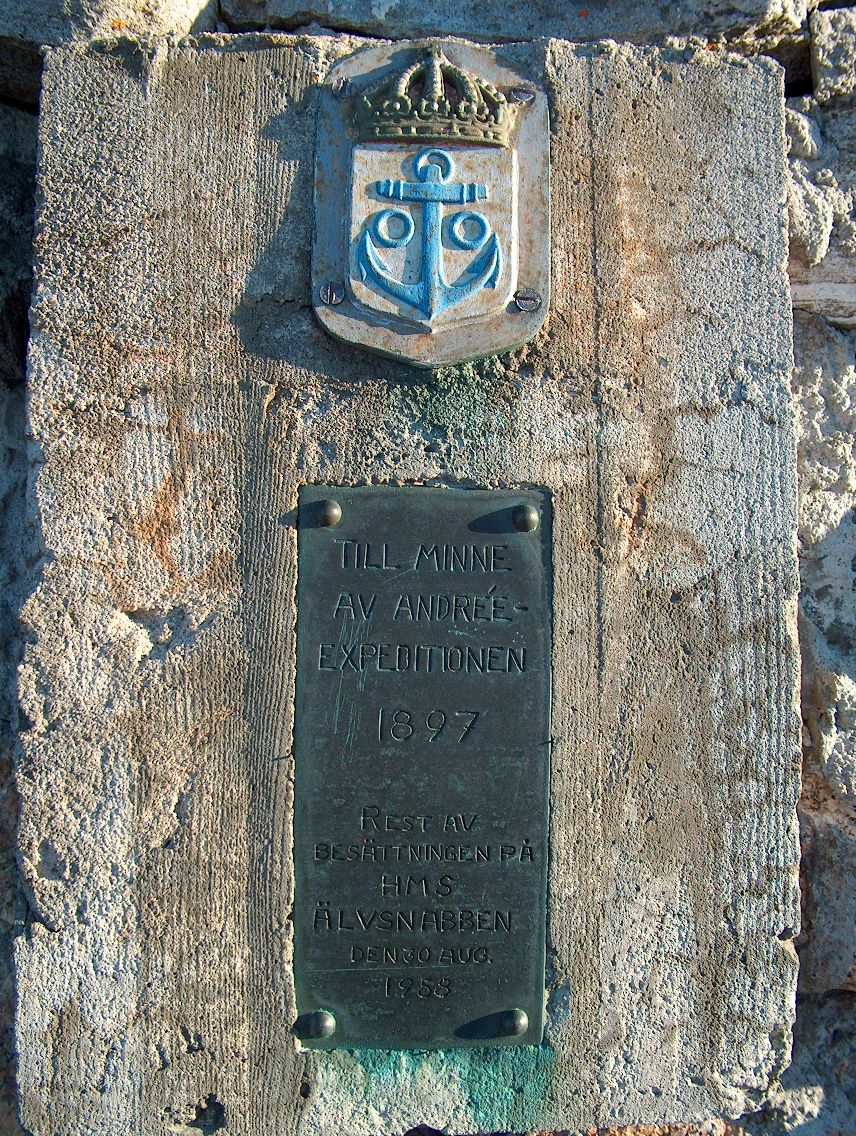 TILL MINNE
AV ANDRÉE-
EXPEDITIONEN
1897
REST AV
BESÄTTNINGEN PÅ
HMS
ÄLVSNABBEN
DEN 30 AUG.
1958